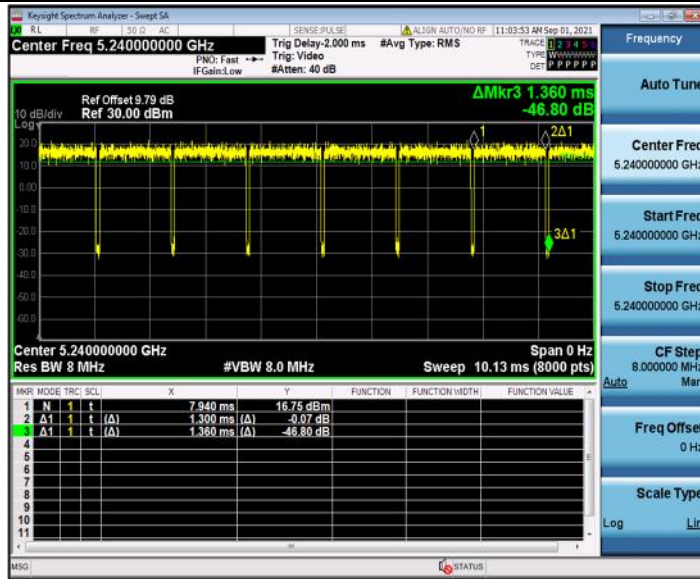 Keysight Spectrum Analyzer - Swept SA
RL RF 50 Ω AC SENSE:PULSE ALIGN AUTO/NO RF 11:03:53 AM Sep 01, 2021
Center Freq 5.240000000 GHz
PNO: Fast
IFGain:Low
Trig Delay-2.000 ms
Trig: Video
#Atten: 40 dB
#Avg Type: RMS
TRACE 1 2 3 4 5 6
TYPE W
DET P P P P P P
ΔMkr3 1.360 ms
-46.80 dB
Ref Offset 9.79 dB
10 dB/div Ref 30.00 dBm
Log
20.0
10.0
0.00
-10.0
-20.0
-30.0
-40.0
-50.0
-60.0
1
2Δ1
3Δ1
Center 5.240000000 GHz Span 0 Hz
Res BW 8 MHz #VBW 8.0 MHz Sweep 10.13 ms (8000 pts)
MKR MODE TRC SCL X Y FUNCTION FUNCTION WIDTH FUNCTION VALUE
1 N 1 t 7.940 ms 16.75 dBm
2 Δ1 1 t (Δ) 1.300 ms (Δ) -0.07 dB
3 Δ1 1 t (Δ) 1.360 ms (Δ) -46.80 dB
4
5
6
7
8
9
10
11
MSG STATUS
Frequency
Auto Tune
Center Freq
5.240000000 GHz
Start Freq
5.240000000 GHz
Stop Freq
5.240000000 GHz
CF Step
8.000000 MHz
Auto Man
Freq Offset
0 Hz
Scale Type
Log Lin